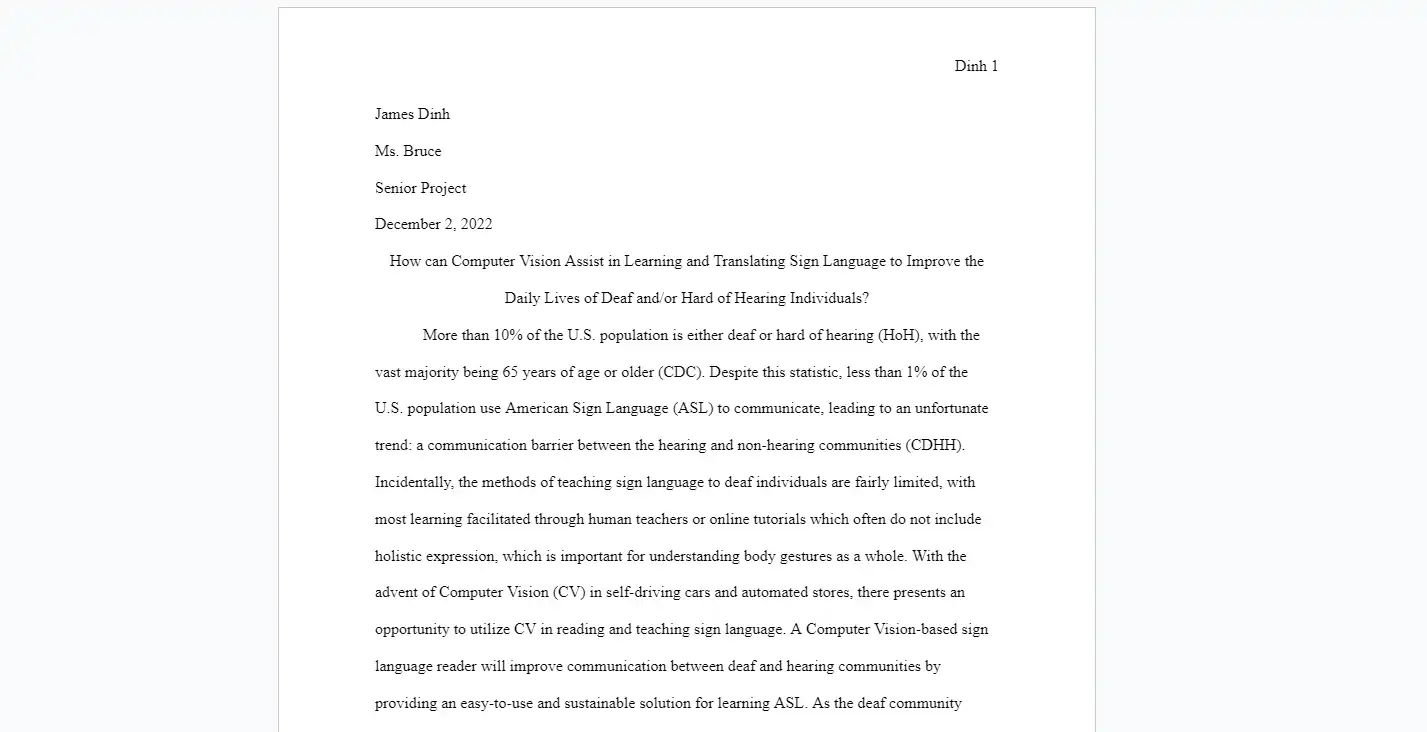 Dinh 1
James Dinh
Ms. Bruce
Senior Project
December 2, 2022
How can Computer Vision Assist in Learning and Translating Sign Language to Improve the
Daily Lives of Deaf and/or Hard of Hearing Individuals?
More than 10% of the U.S. population is either deaf or hard of hearing (HoH), with the
vast majority being 65 years of age or older (CDC). Despite this statistic, less than 1% of the
U.S. population use American Sign Language (ASL) to communicate, leading to an unfortunate
trend: a communication barrier between the hearing and non-hearing communities (CDHH).
Incidentally, the methods of teaching sign language to deaf individuals are fairly limited, with
most learning facilitated through human teachers or online tutorials which often do not include
holistic expression, which is important for understanding body gestures as a whole. With the
advent of Computer Vision (CV) in self-driving cars and automated stores, there presents an
opportunity to utilize CV in reading and teaching sign language. A Computer Vision-based sign
language reader will improve communication between deaf and hearing communities by
providing an easy-to-use and sustainable solution for learning ASL. As the deaf community